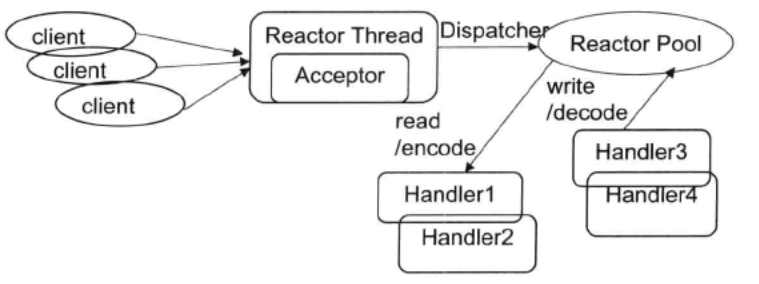 client
client
client
Reactor Thread
Acceptor
Dispatcher
Reactor Pool
read
/encode
write
/decode
Handler1
Handler2
Handler3
Handler4